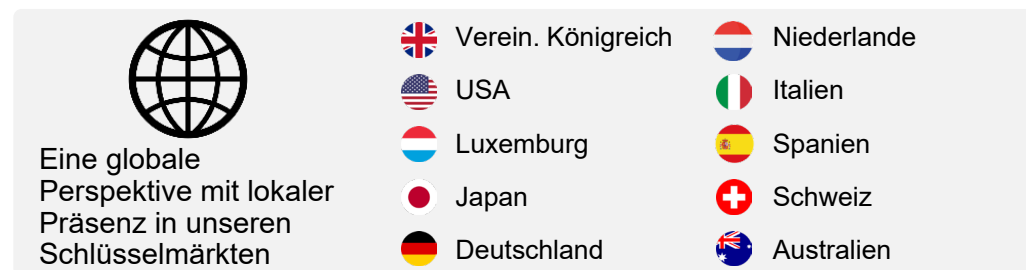 Eine globale
Perspektive mit lokaler
Präsenz in unseren
Schlüsselmärkten
Verein. Königreich
USA
Luxemburg
Japan
Deutschland
Niederlande
Italien
Spanien
Schweiz
Australien